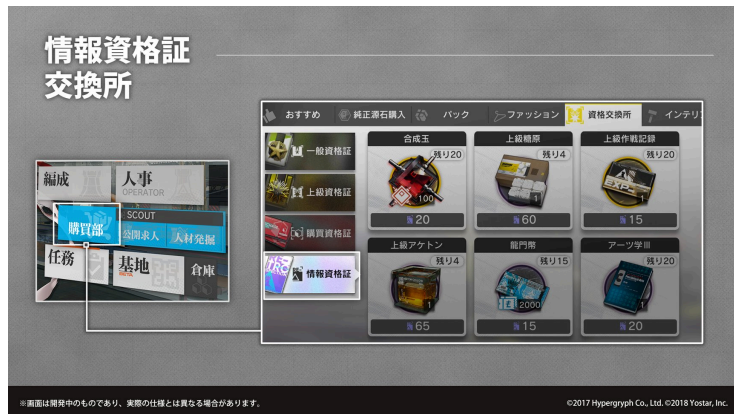 情報資格証
交換所
編成
人事
OPERATOR
購買部
SCOUT
公開求人
人材発掘
任務
基地
倉庫
おすすめ
純正源石購入
パック
ファッション
資格交換所
インテリ
一般資格証
上級資格証
購買資格証
情報資格証
合成玉
残り20
100
20
上級糖原
残り4
1
60
上級作戦記録
残り20
EXP
1
15
上級アケトン
残り4
1
65
龍門幣
残り15
2000
15
アーツ学Ⅲ
残り20
1
20
※画面は開発中のものであり、実際の仕様とは異なる場合があります。
©2017 Hypergryph Co., Ltd. ©2018 Yostar, Inc.